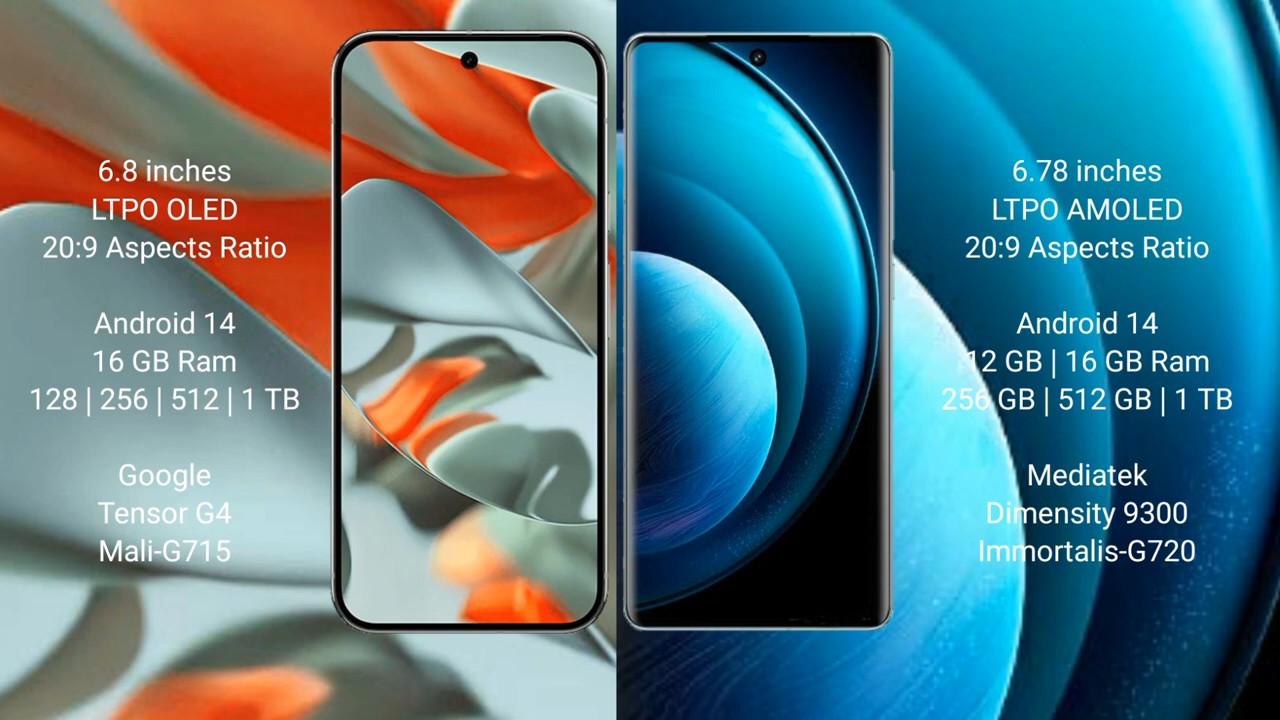 6.8 inches
LTPO OLED
20:9 Aspects Ratio
Android 14
16 GB Ram
128 | 256 | 512 | 1 TB
Google
Tensor G4
Mali-G715
6.78 inches
LTPO AMOLED
20:9 Aspects Ratio
Android 14
12 GB | 16 GB Ram
256 GB | 512 GB | 1 TB
Mediatek
Dimensity 9300
Immortalis-G720